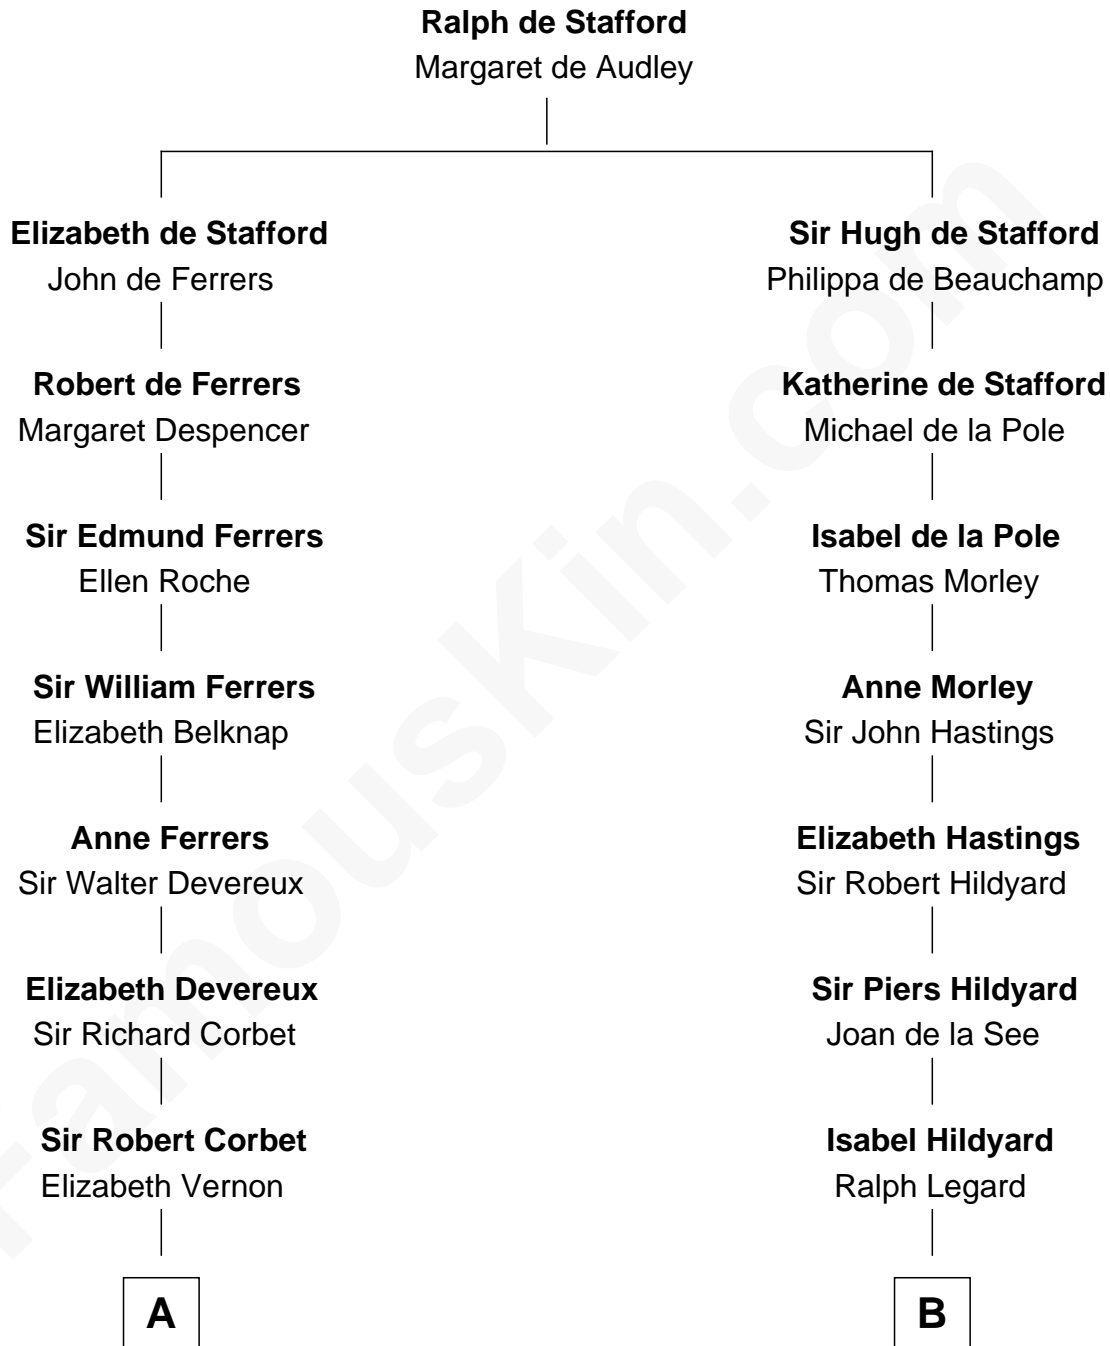 Ralph de Stafford
Margaret de Audley
Elizabeth de Stafford
John de Ferrers
Sir Hugh de Stafford
Philippa de Beauchamp
Robert de Ferrers
Margaret Despencer
Katherine de Stafford
Michael de la Pole
Sir Edmund Ferrers
Ellen Roche
Isabel de la Pole
Thomas Morley
Sir William Ferrers
Elizabeth Belknap
Anne Morley
Sir John Hastings
Anne Ferrers
Sir Walter Devereux
Elizabeth Hastings
Sir Robert Hildyard
Elizabeth Devereux
Sir Richard Corbet
Sir Piers Hildyard
Joan de la See
Sir Robert Corbet
Elizabeth Vernon
Isabel Hildyard
Ralph Legard
A
B
FamousKin.com